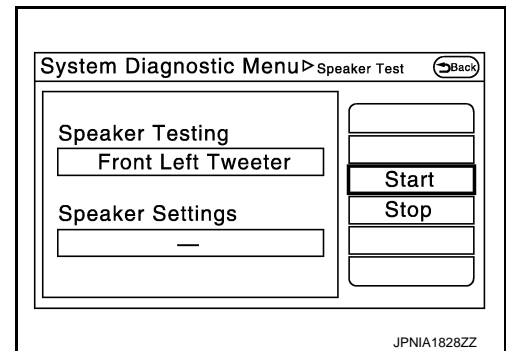 System Diagnostic Menu▷Speaker Test
Back
Speaker Testing
Front Left Tweeter
Speaker Settings
—
Start
Stop
JPNIA1828ZZ